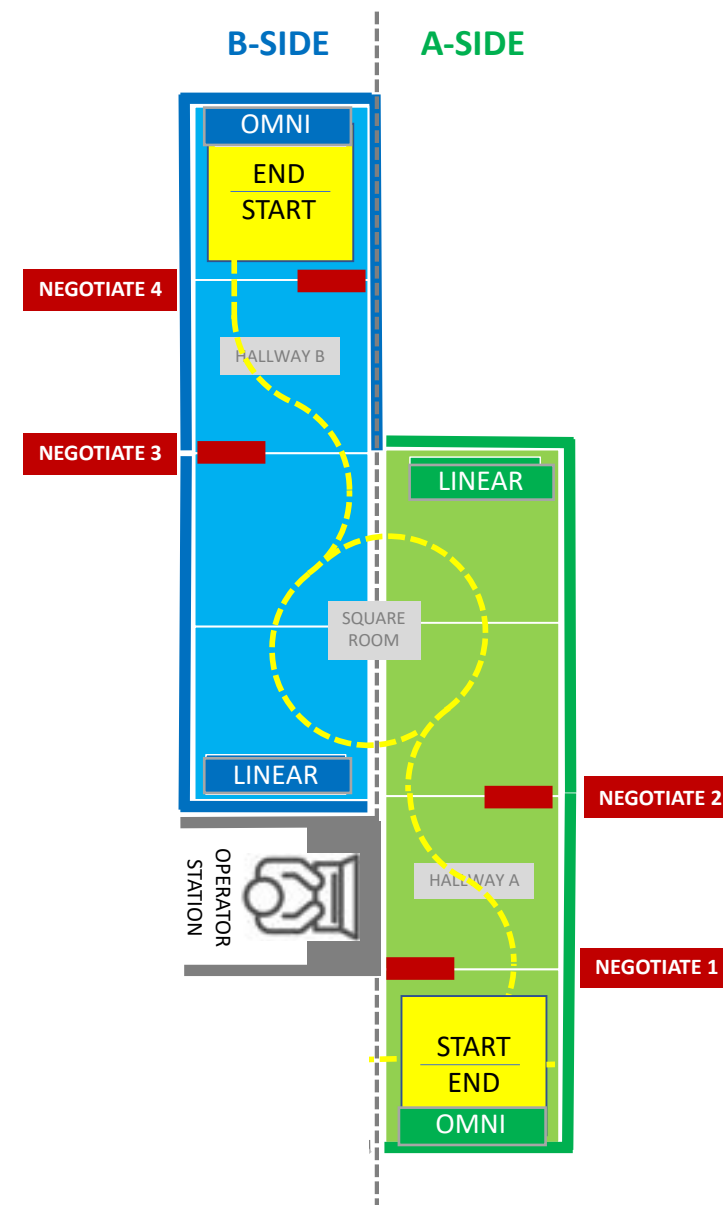 B-SIDE
A-SIDE
OMNI
END
START
NEGOTIATE 4
HALLWAY B
NEGOTIATE 3
LINEAR
SQUARE
ROOM
LINEAR
NEGOTIATE 2
OPERATOR
STATION
HALLWAY A
NEGOTIATE 1
START
END
OMNI